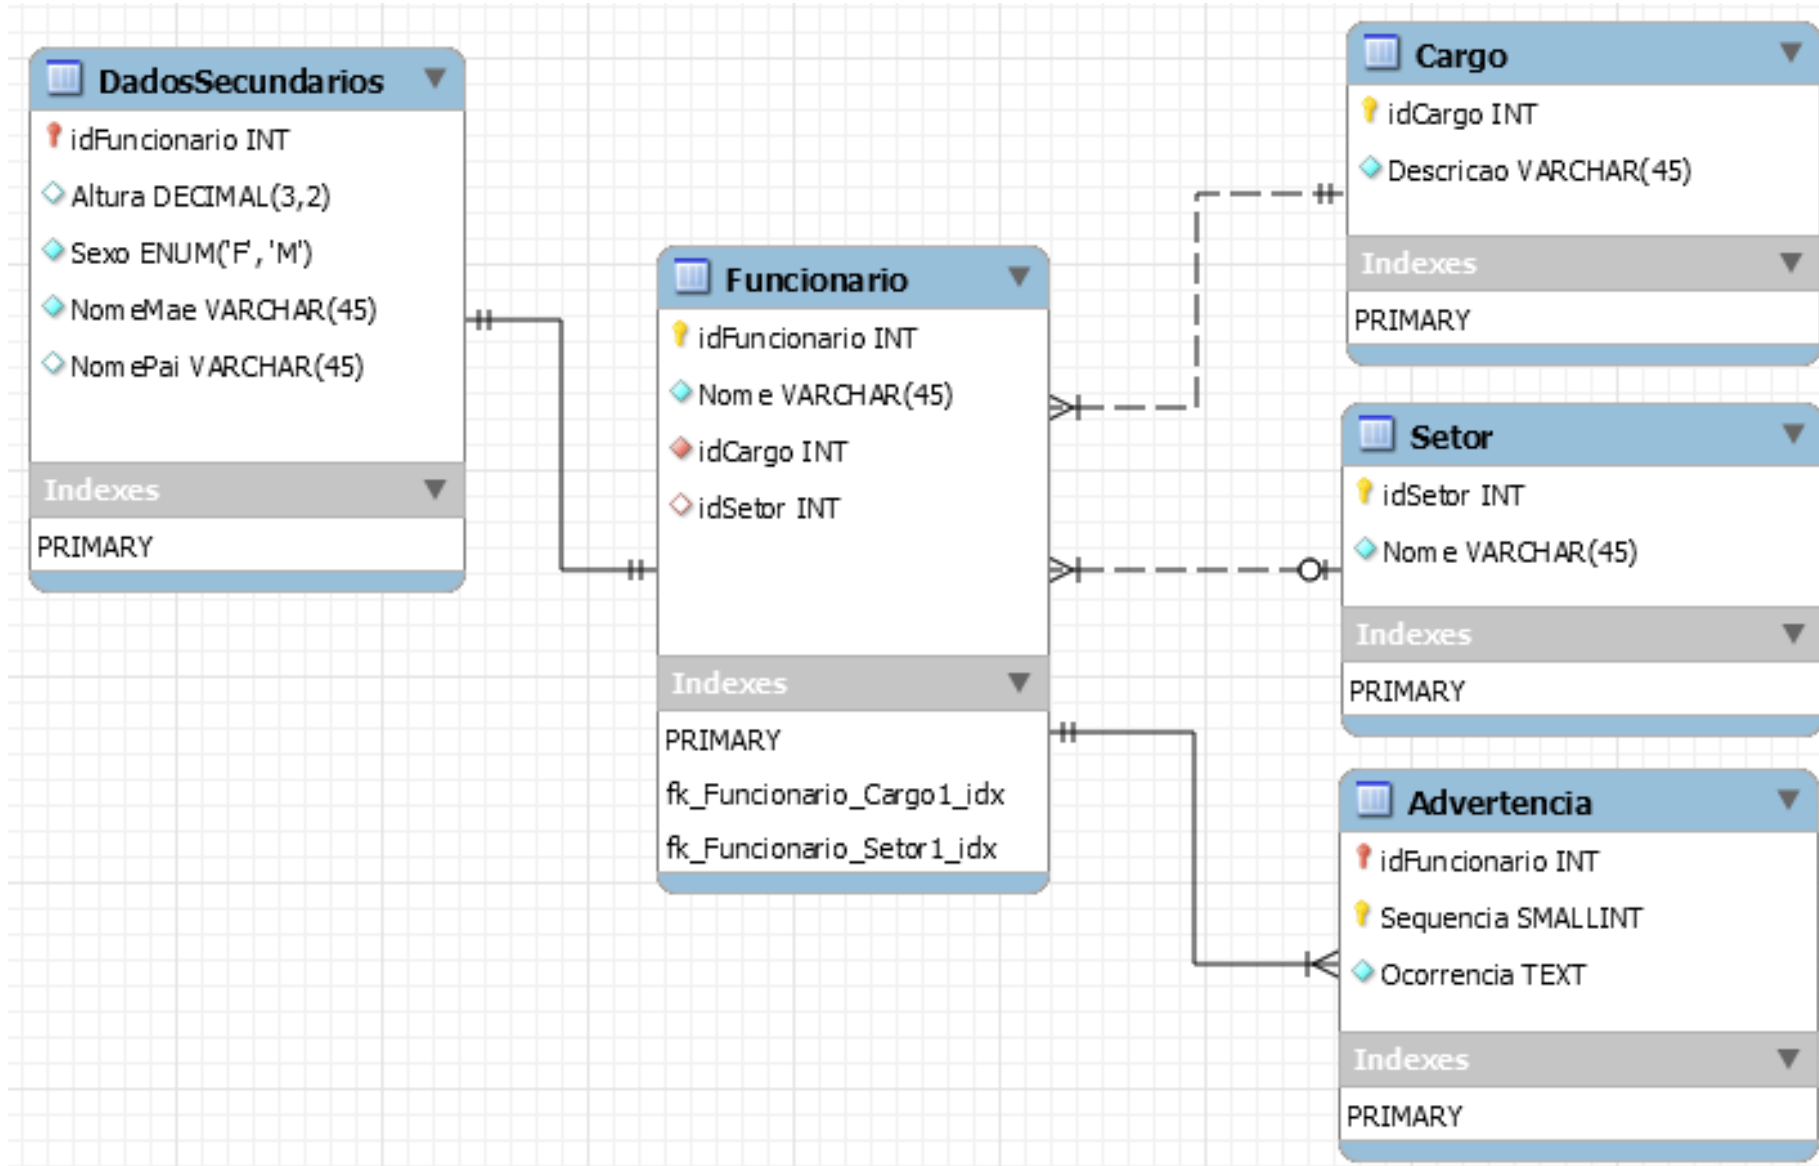 DadosSecundarios
idFuncionario INT
Altura DECIMAL(3,2)
Sexo ENUM('F', 'M')
NomeMae VARCHAR(45)
NomePai VARCHAR(45)
Indexes
PRIMARY
Funcionario
idFuncionario INT
Nome VARCHAR(45)
idCargo INT
idSetor INT
Indexes
PRIMARY
fk_Funcionario_Cargo1_idx
fk_Funcionario_Setor1_idx
Cargo
idCargo INT
Descricao VARCHAR(45)
Indexes
PRIMARY
Setor
idSetor INT
Nome VARCHAR(45)
Indexes
PRIMARY
Advertencia
idFuncionario INT
Sequencia SMALLINT
Ocorrencia TEXT
Indexes
PRIMARY